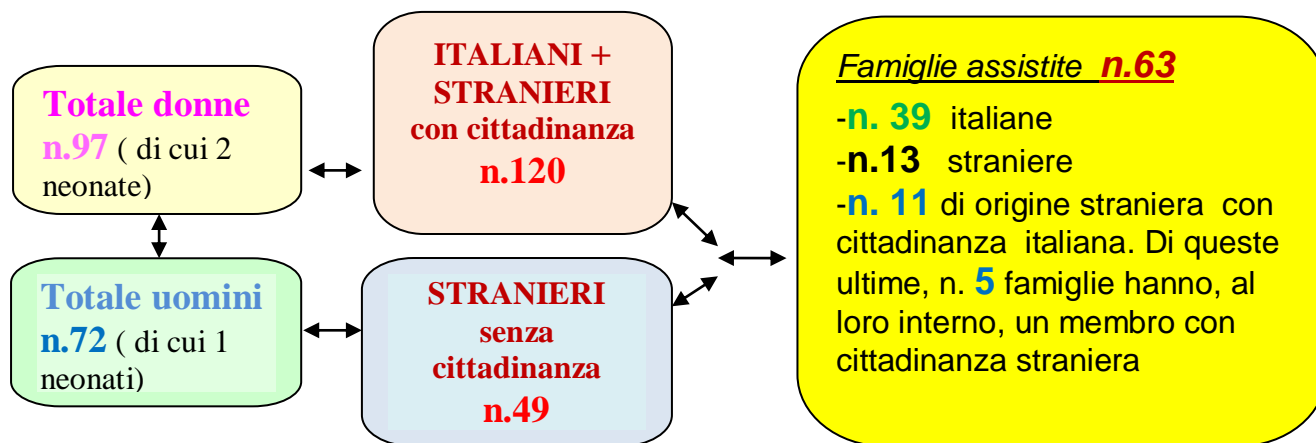 Totale donne
n.97 ( di cui 2
neonate)
ITALIANI +
STRANIERI
con cittadinanza
n.120
Totale uomini
n.72 ( di cui 1
neonati)
STRANIERI
senza
cittadinanza
n.49
Famiglie assistite n.63
-n. 39 italiane
-n.13 straniere
-n. 11 di origine straniera con
cittadinanza italiana. Di queste
ultime, n. 5 famiglie hanno, al
loro interno, un membro con
cittadinanza straniera